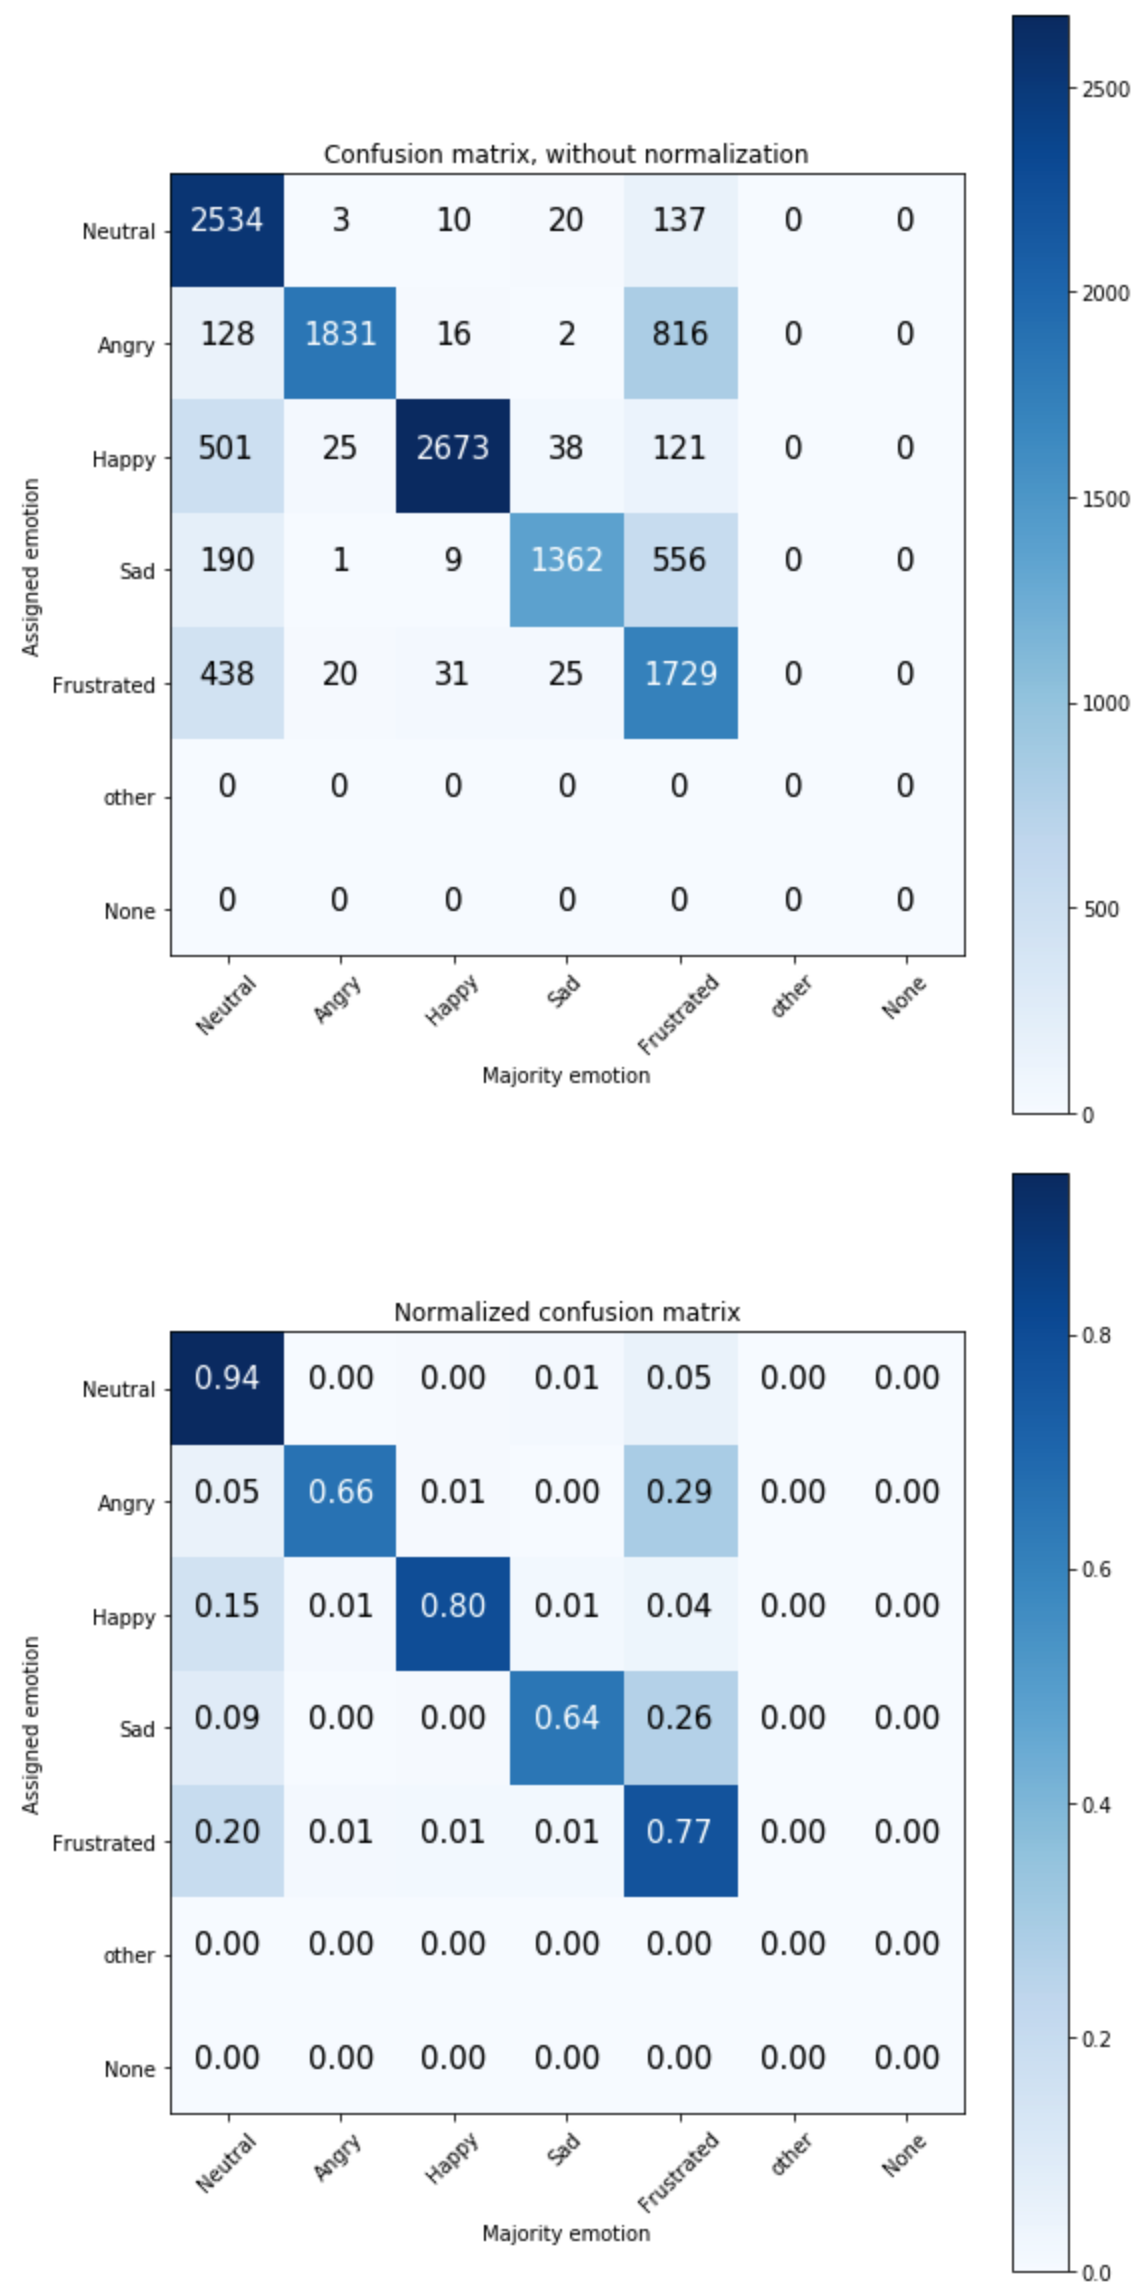 2500
Confusion matrix, without normalization
Neutral 2534 3 10 20 137 0 0
2000
Angry 128 1831 16 2 816 0 0
Happy 501 25 2673 38 121 0 0
1500
Assigned emotion
Sad 190 1 9 1362 556 0 0
Frustrated 438 20 31 25 1729 0 0
1000
other 0 0 0 0 0 0 0
None 0 0 0 0 0 0 0
500
Neutral Angry Happy Sad Frustrated other None
Majority emotion
0
Normalized confusion matrix
0.8
Neutral 0.94 0.00 0.00 0.01 0.05 0.00 0.00
Angry 0.05 0.66 0.01 0.00 0.29 0.00 0.00
0.6
Happy 0.15 0.01 0.80 0.01 0.04 0.00 0.00
Assigned emotion
Sad 0.09 0.00 0.00 0.64 0.26 0.00 0.00
0.4
Frustrated 0.20 0.01 0.01 0.01 0.77 0.00 0.00
other 0.00 0.00 0.00 0.00 0.00 0.00 0.00
0.2
None 0.00 0.00 0.00 0.00 0.00 0.00 0.00
Neutral Angry Happy Sad Frustrated other None
Majority emotion
0.0